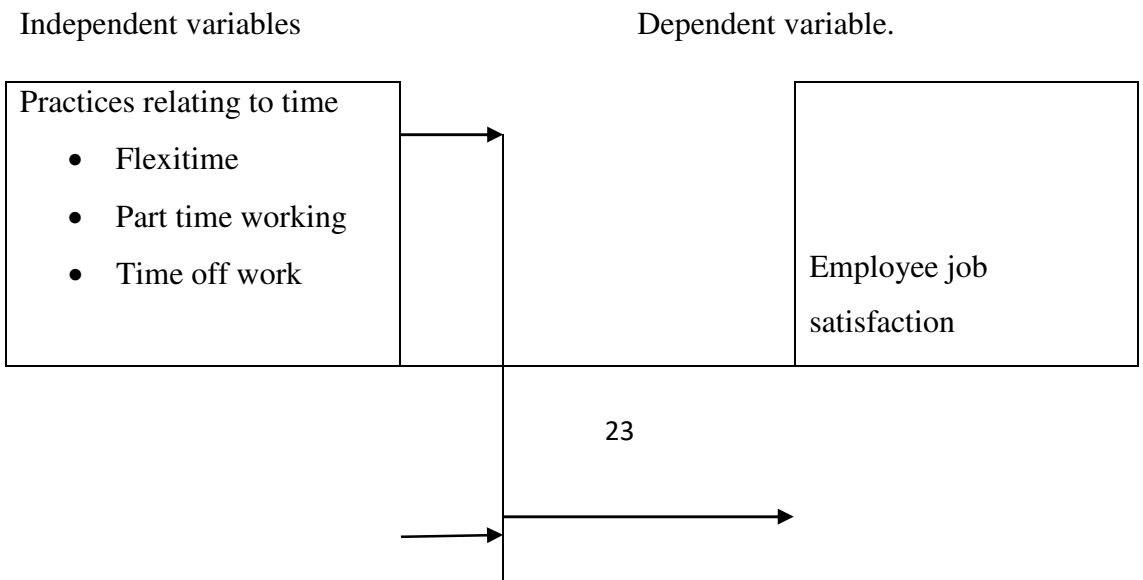 Independent variables
Dependent variable.
Practices relating to time
• Flexitime
• Part time working
• Time off work
Employee job
satisfaction
23